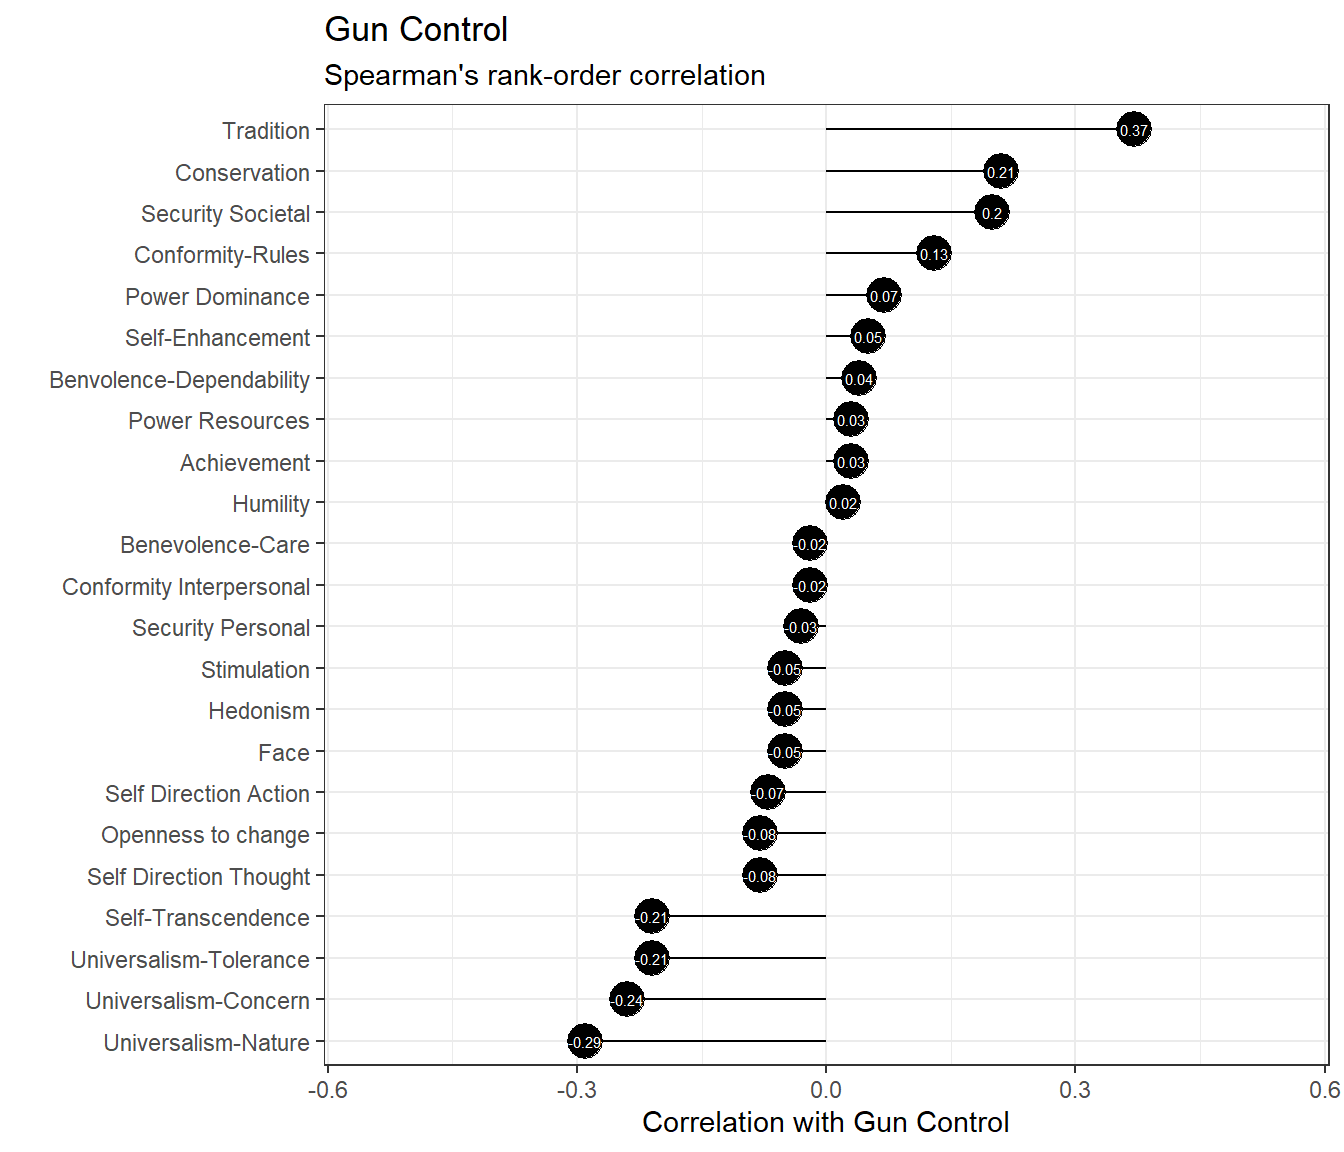 Gun Control
Spearman's rank-order correlation
Tradition 0.37
Conservation 0.21
Security Societal 0.2
Conformity-Rules 0.13
Power Dominance 0.07
Self-Enhancement 0.05
Benvolence-Dependability 0.04
Power Resources 0.03
Achievement 0.03
Humility 0.02
Benevolence-Care -0.02
Conformity Interpersonal -0.02
Security Personal -0.03
Stimulation -0.05
Hedonism -0.05
Face -0.05
Self Direction Action -0.07
Openness to change -0.08
Self Direction Thought -0.08
Self-Transcendence -0.21
Universalism-Tolerance -0.21
Universalism-Concern -0.24
Universalism-Nature -0.29
-0.6 -0.3 0.0 0.3 0.6
Correlation with Gun Control